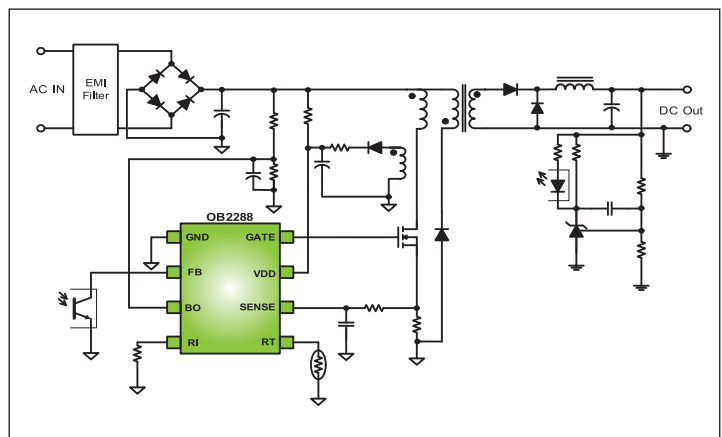 AC IN
EMI
Filter
DC Out
OB2288
GND
GATE
FB
VDD
BO
SENSE
RI
RT